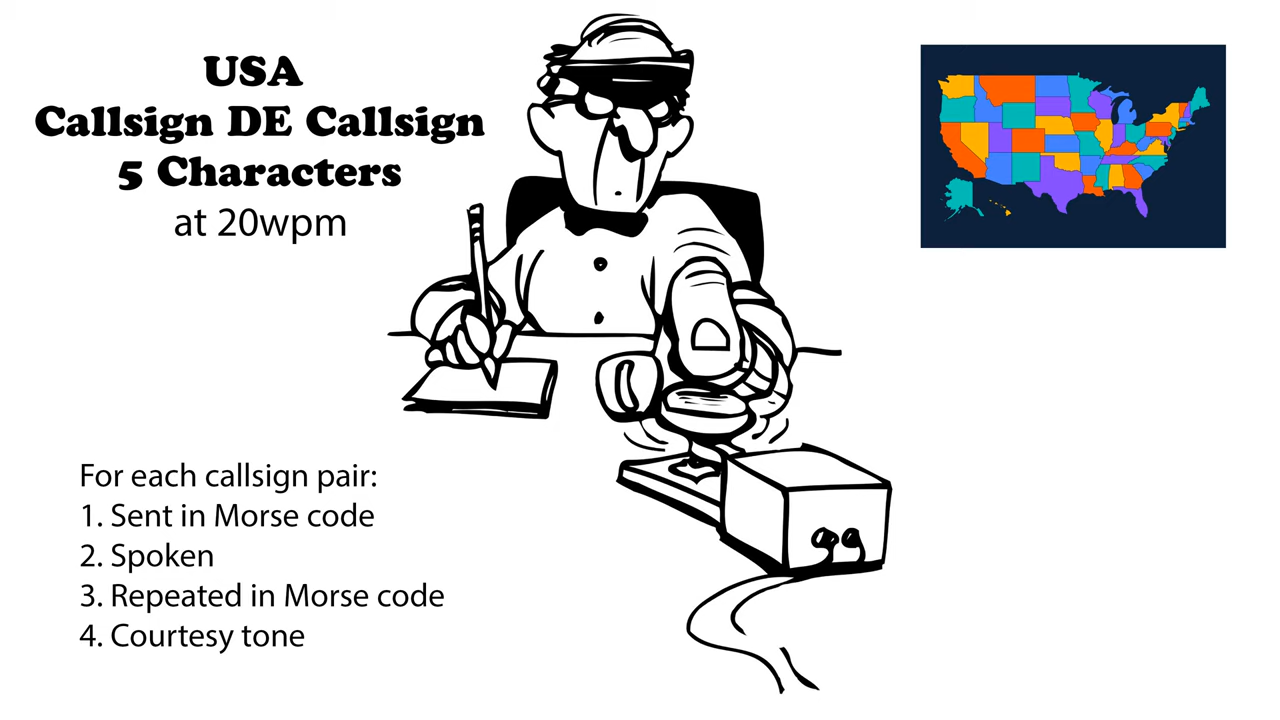 USA
Callsign DE Callsign
5 Characters
at 20wpm
For each callsign pair:
1. Sent in Morse code
2. Spoken
3. Repeated in Morse code
4. Courtesy tone